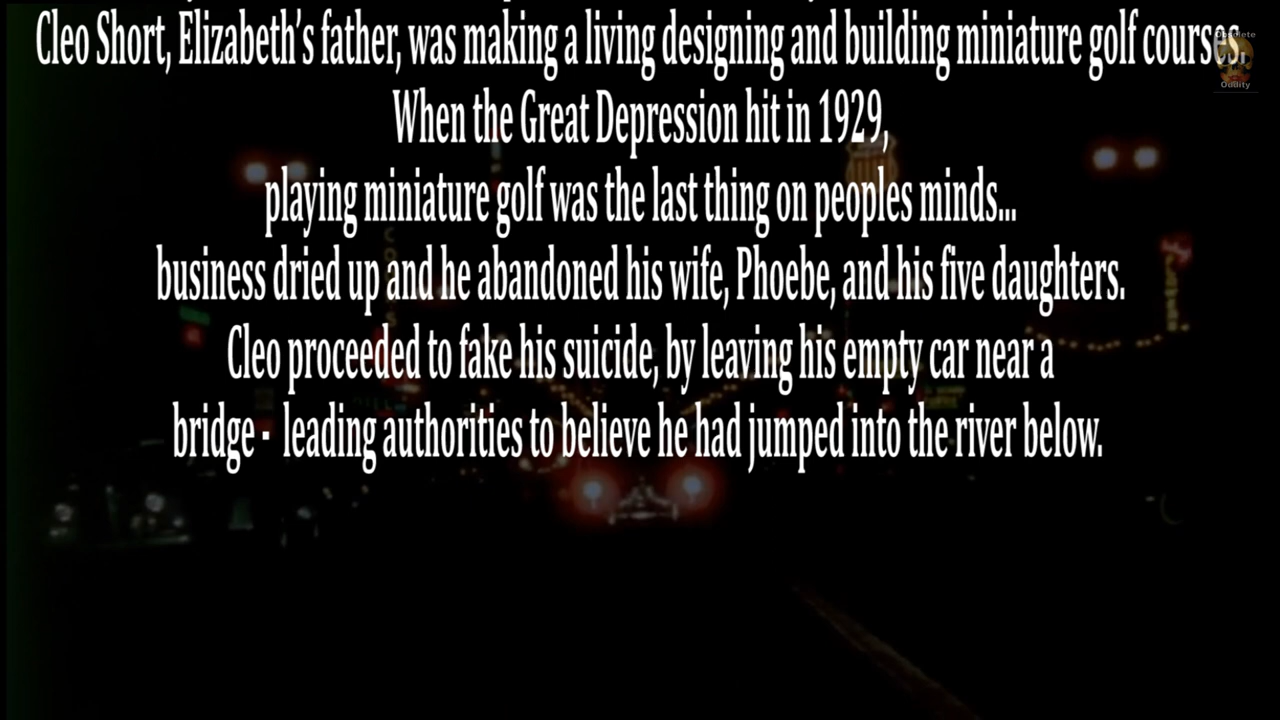 Cleo Short, Elizabeth's father, was making a living designing and building miniature golf courses.
When the Great Depression hit in 1929,
playing miniature golf was the last thing on peoples minds...
business dried up and he abandoned his wife, Phoebe, and his five daughters.
Cleo proceeded to fake his suicide, by leaving his empty car near a
bridge - leading authorities to believe he had jumped into the river below.
Obsolete
Oddity